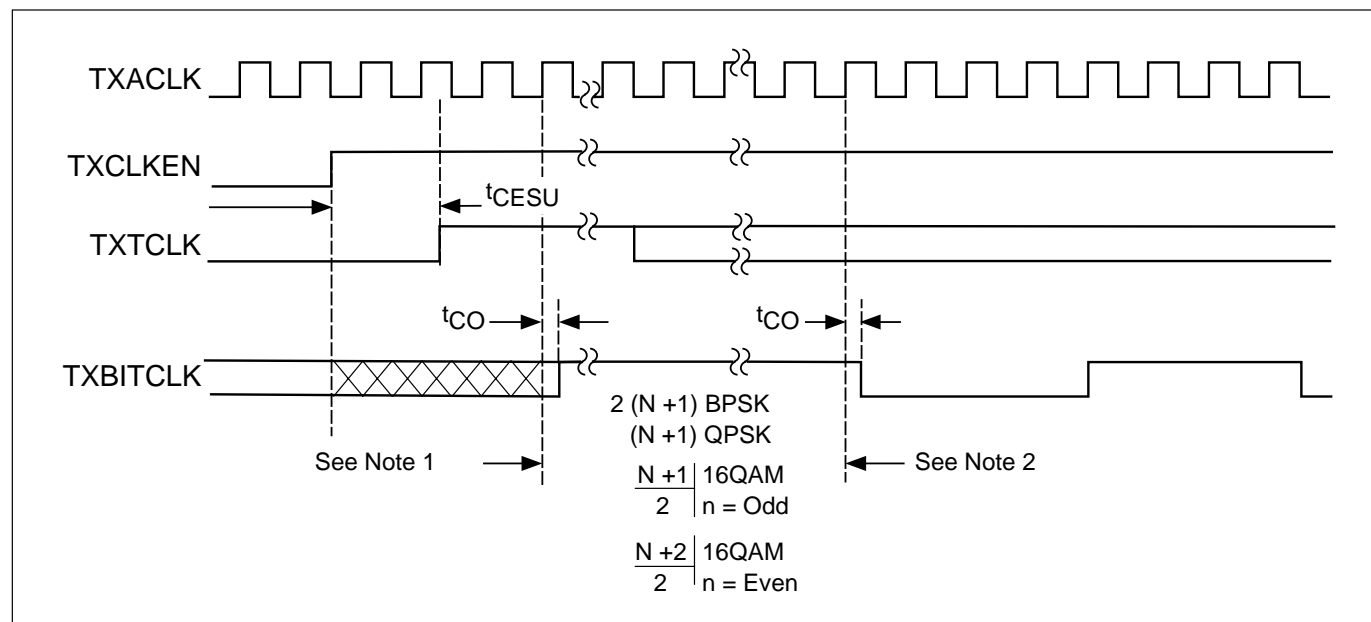 TXACLK
TXCLKEN
tCESU
TXTCLK
tCO
tCO
TXBITCLK
2 (N +1) BPSK
(N +1) QPSK
See Note 1
See Note 2
N +1 16QAM
2 n = Odd
N +2 16QAM
2 n = Even